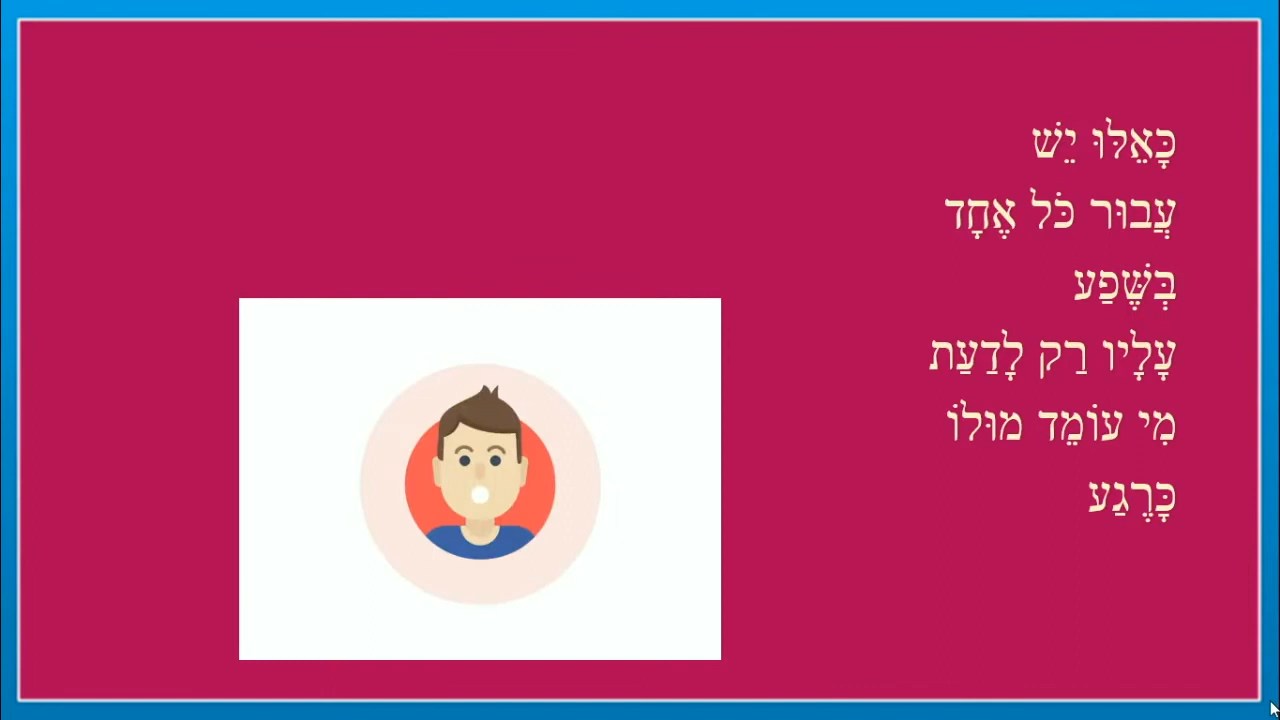 כָּאֵלּוּ יֵשׁ
עֲבוּר כֹּל אֶחָד
בְּשֶּׁפַע
עָלָיו רַק לָדַעַת
מִי עוֹמֵד מוּלוֹ
כָּרֶגַע